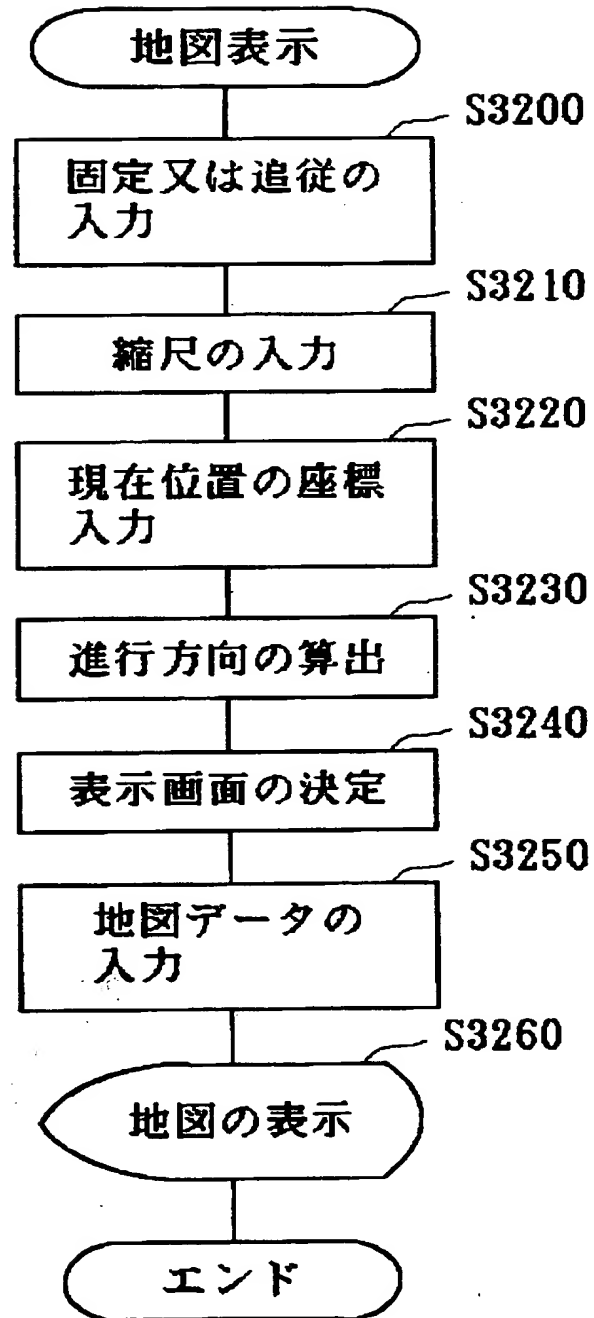 地図表示
S3200
固定又は追従の
入力
S3210
縮尺の入力
S3220
現在位置の座標
入力
S3230
進行方向の算出
S3240
表示画面の決定
S3250
地図データの
入力
S3260
地図の表示
エンド